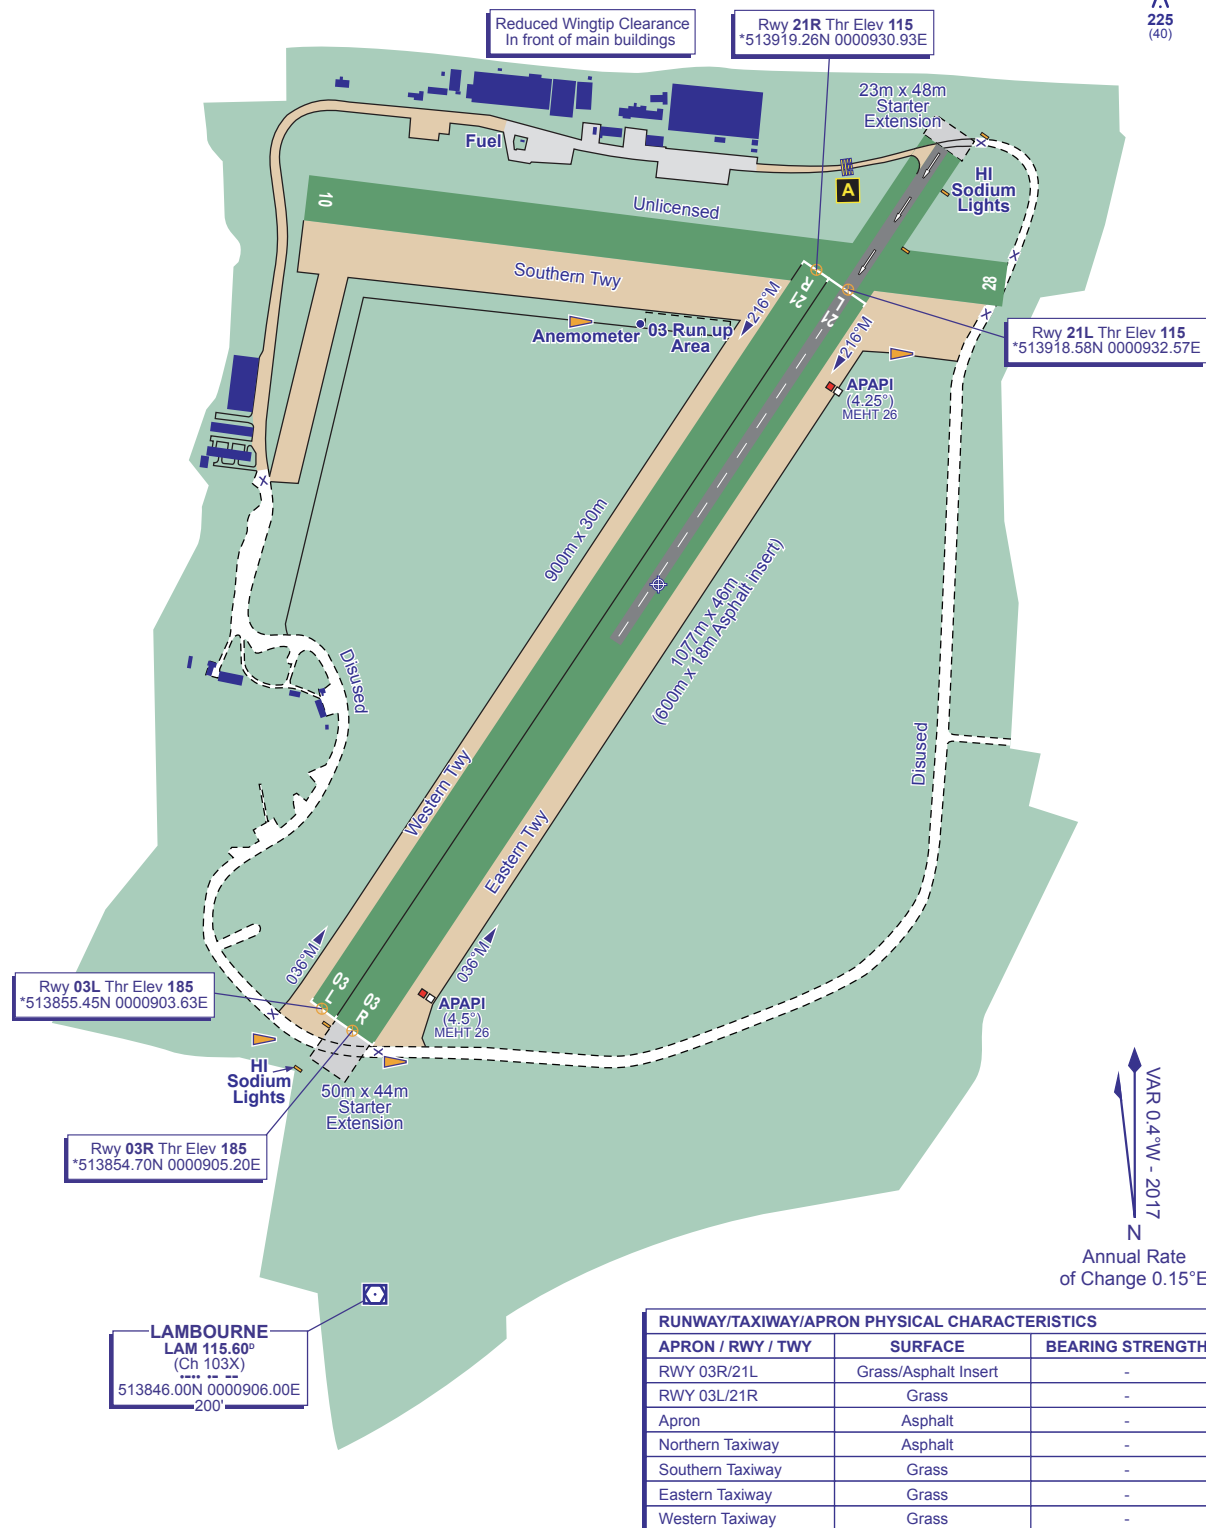 225
(40)
Reduced Wingtip Clearance
In front of main buildings
Rwy 21R Thr Elev 115
*513919.26N 0000930.93E
23m x 48m
Starter
Extension
Fuel
A
HI
Sodium
Lights
10
Unlicensed
Southern Twy
28
21
R
21
L
216°M
216°M
Anemometer
03 Run up
Area
Rwy 21L Thr Elev 115
*513918.58N 0000932.57E
APAPI
(4.25°)
MEHT 26
900m x 30m
1077m x 46m
(600m x 18m Asphalt insert)
Disused
Disused
Western Twy
Eastern Twy
036°M
036°M
03
L
03
R
Rwy 03L Thr Elev 185
*513855.45N 0000903.63E
APAPI
(4.5°)
MEHT 26
HI
Sodium
Lights
50m x 44m
Starter
Extension
Rwy 03R Thr Elev 185
*513854.70N 0000905.20E
VAR 0.4°W - 2017
N
Annual Rate
of Change 0.15°E
LAMBOURNE
LAM 115.60D
(Ch 103X)
513846.00N 0000906.00E
200'
RUNWAY/TAXIWAY/APRON PHYSICAL CHARACTERISTICS
APRON / RWY / TWY SURFACE BEARING STRENGTH
RWY 03R/21L Grass/Asphalt Insert -
RWY 03L/21R Grass -
Apron Asphalt -
Northern Taxiway Asphalt -
Southern Taxiway Grass -
Eastern Taxiway Grass -
Western Taxiway Grass -